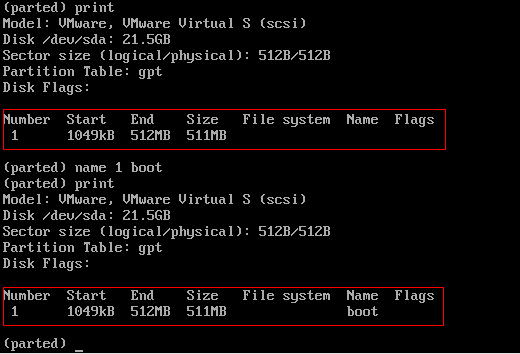 (parted) print
Model: VMware, VMware Virtual S (scsi)
Disk /dev/sda: 21.5GB
Sector size (logical/physical): 512B/512B
Partition Table: gpt
Disk Flags:
Number  Start   End    Size   File system  Name  Flags
 1      1049kB  512MB  511MB
(parted) name 1 boot
(parted) print
Model: VMware, VMware Virtual S (scsi)
Disk /dev/sda: 21.5GB
Sector size (logical/physical): 512B/512B
Partition Table: gpt
Disk Flags:
Number  Start   End    Size   File system  Name  Flags
 1      1049kB  512MB  511MB               boot
(parted) _